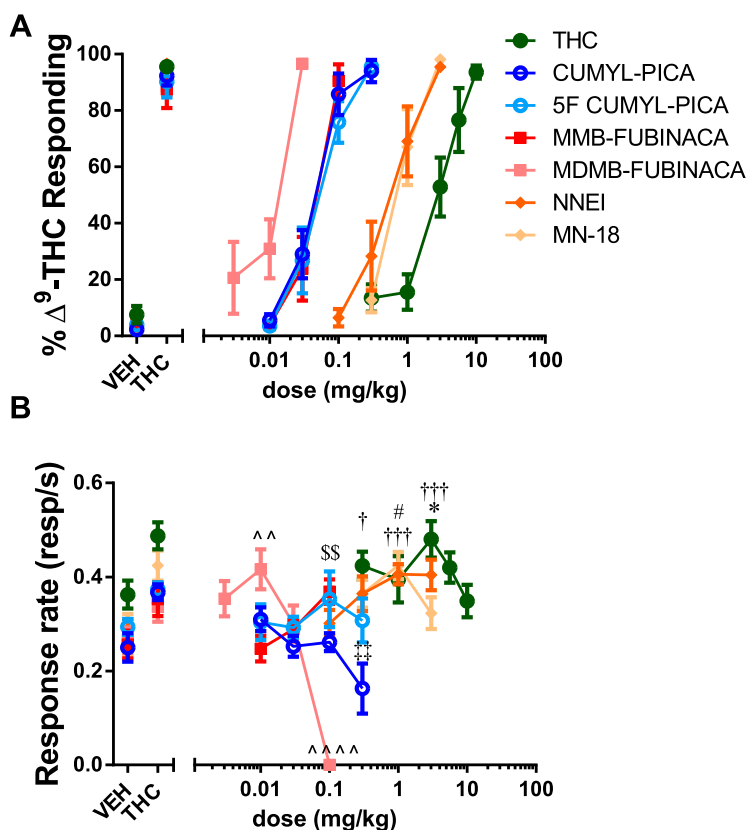 A
% Δ⁹-THC Responding
100
80
60
40
20
0
VEH
THC
0.01
0.1
1
10
100
dose (mg/kg)
THC
CUMYL-PICA
5F CUMYL-PICA
MMB-FUBINACA
MDMB-FUBINACA
NNEI
MN-18
B
Response rate (resp/s)
0.6
0.4
0.2
0.0
^^
$$
†
#
†††
†††
*
‡‡
‡‡
^^^^
VEH
THC
0.01
0.1
1
10
100
dose (mg/kg)